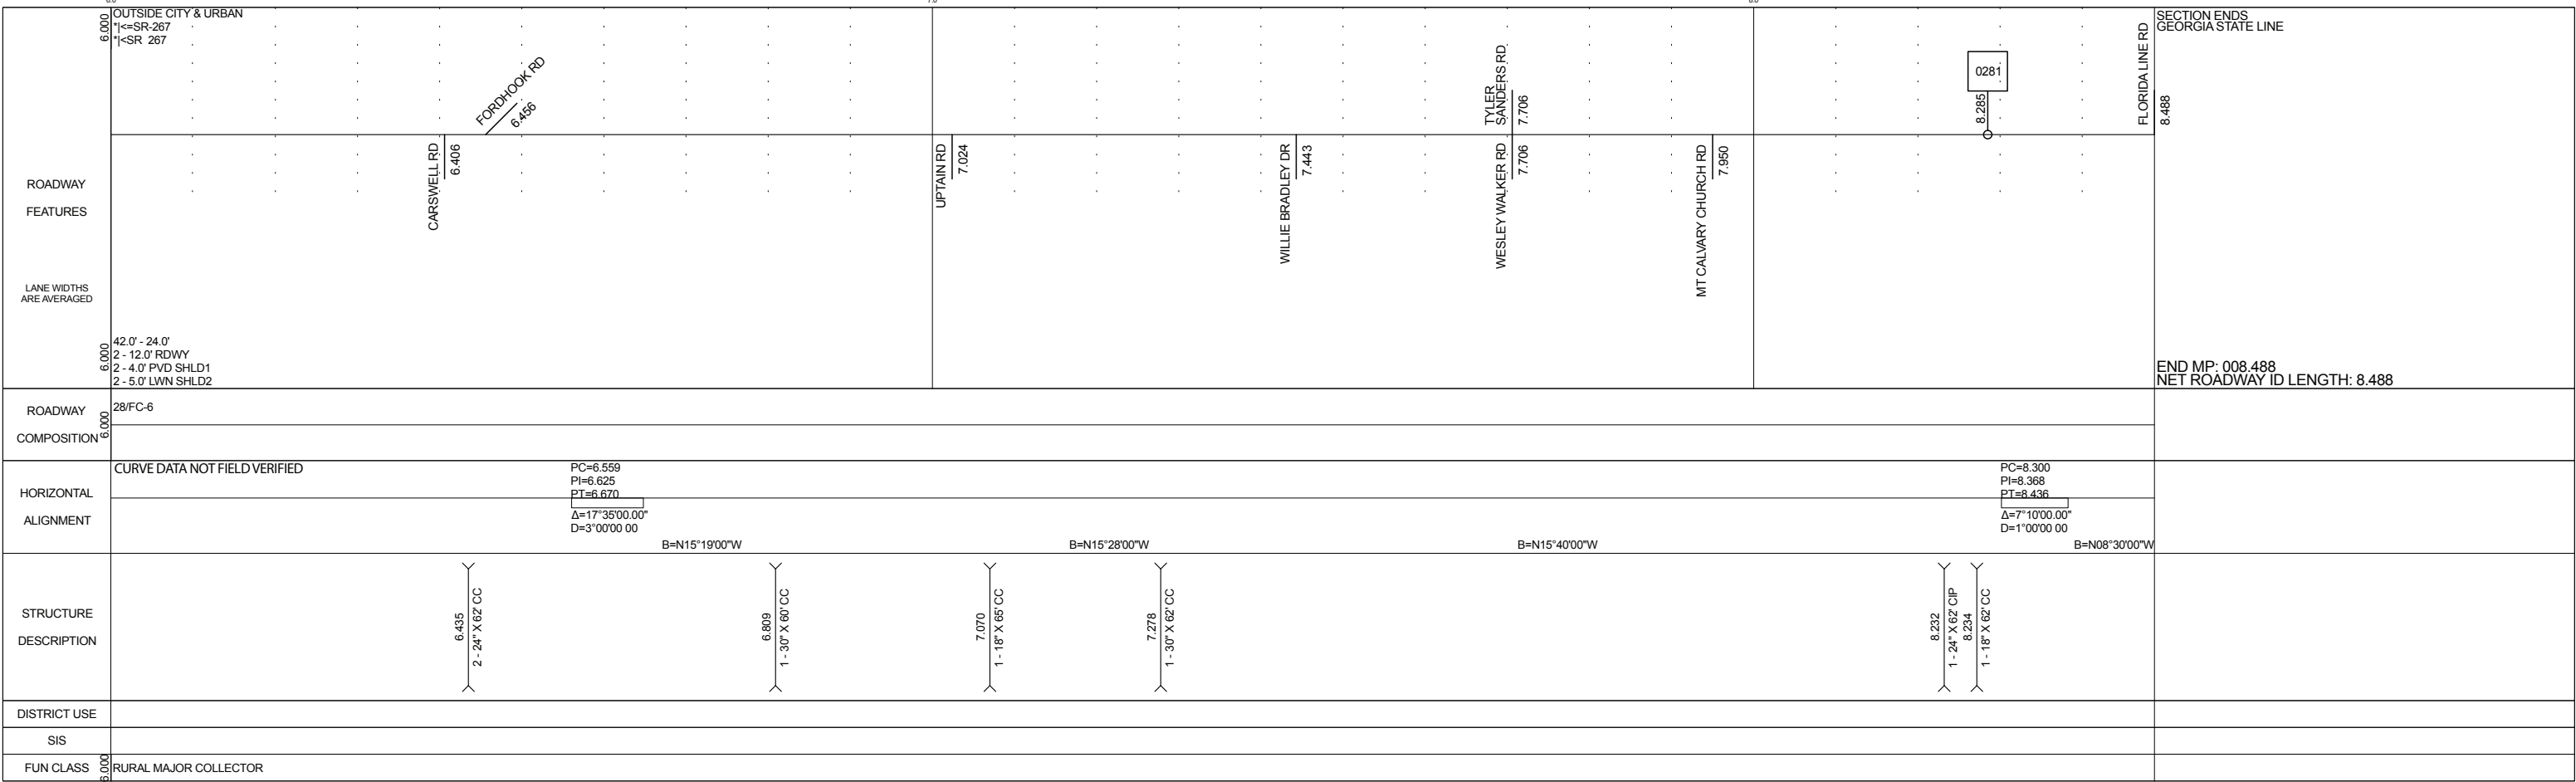 6.0
7.0
8.0
6.000
OUTSIDE CITY & URBAN
*|<=SR-267
*|<SR 267
FORDHOOK RD
6.456
CARSWELL RD
6.406
UPTAIN RD
7.024
WILLIE BRADLEY DR
7.443
TYLER
SANDERS RD
7.706
WESLEY WALKER RD
7.706
MT CALVARY CHURCH RD
7.950
0281
8.285
FLORIDA LINE RD
8.488
SECTION ENDS
GEORGIA STATE LINE
ROADWAY
FEATURES
LANE WIDTHS
ARE AVERAGED
6.000
42.0' - 24.0'
2 - 12.0' RDWY
2 - 4.0' PVD SHLD1
2 - 5.0' LWN SHLD2
END MP: 008.488
NET ROADWAY ID LENGTH: 8.488
ROADWAY
COMPOSITION
6.000
28/FC-6
HORIZONTAL
ALIGNMENT
CURVE DATA NOT FIELD VERIFIED
PC=6.559
PI=6.625
PT=6.670
Δ=17°35'00.00"
D=3°00'00 00
PC=8.300
PI=8.368
PT=8.436
Δ=7°10'00.00"
D=1°00'00 00
B=N15°19'00"W
B=N15°28'00"W
B=N15°40'00"W
B=N08°30'00"W
STRUCTURE
DESCRIPTION
6.435
2 - 24" X 62' CC
6.809
1 - 30" X 60' CC
7.070
1 - 18" X 65' CC
7.278
1 - 30" X 62' CC
8.232
1 - 24" X 62' CIP
8.234
1 - 18" X 62' CC
DISTRICT USE
SIS
FUN CLASS
6.000
RURAL MAJOR COLLECTOR